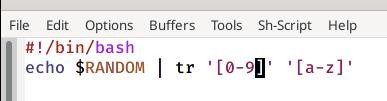 File Edit Options Buffers Tools Sh-Script Help
#!/bin/bash
echo $RANDOM | tr '[0-9]' '[a-z]'